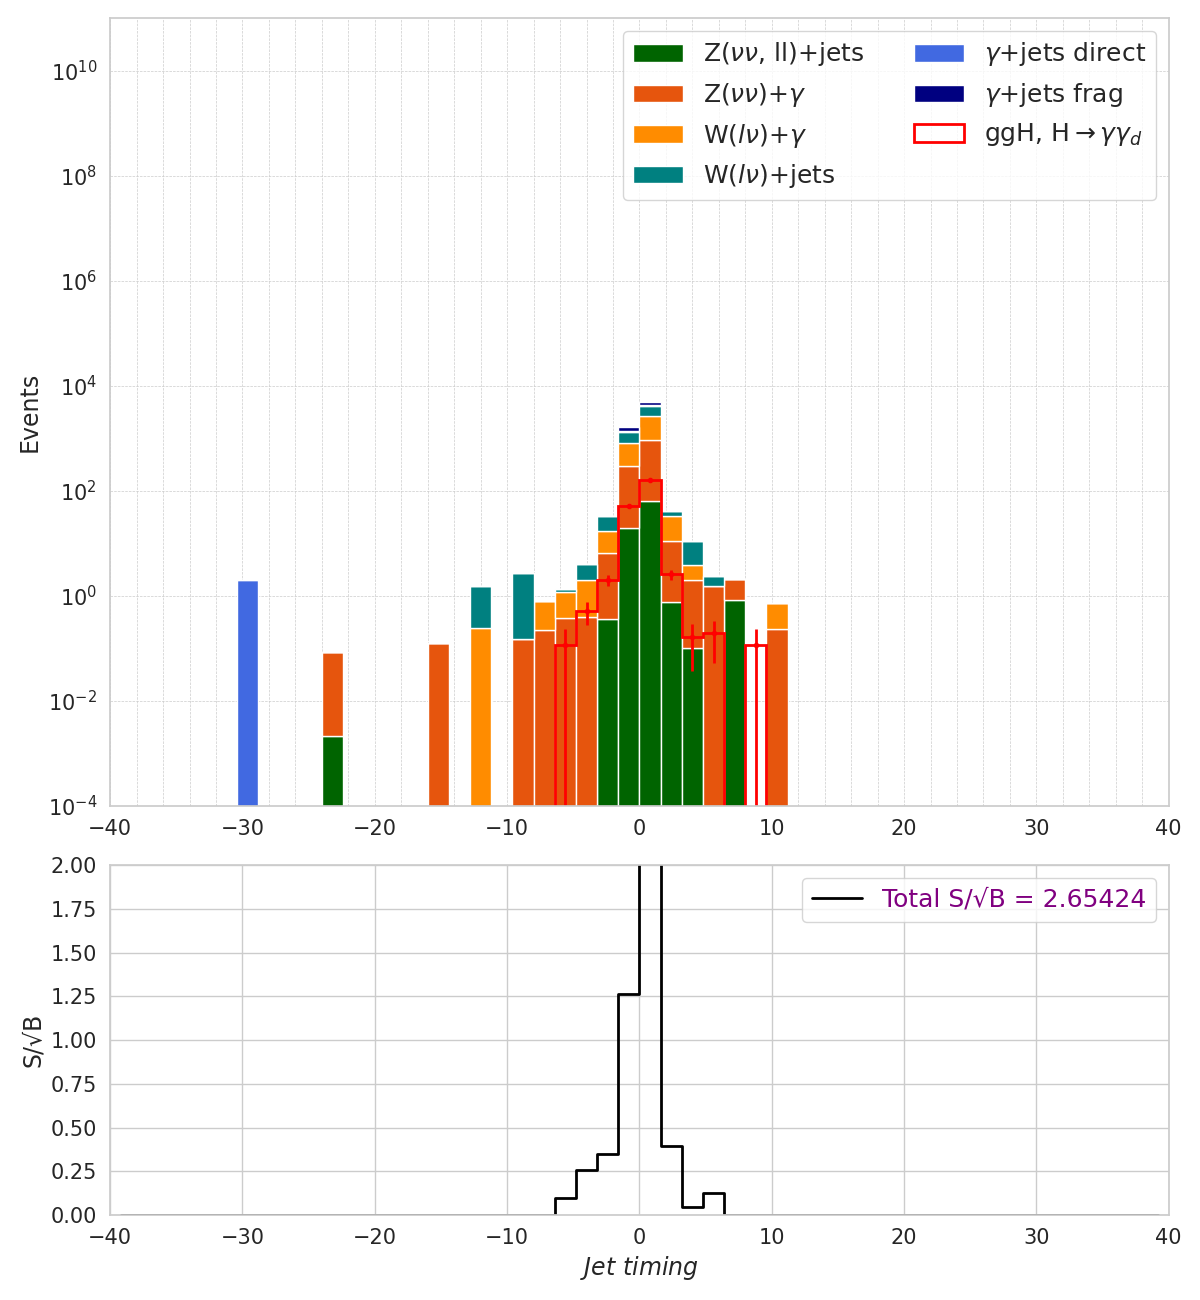 Z(νν, ll)+jets
Z(νν)+γ
W(lν)+γ
W(lν)+jets
γ+jets direct
γ+jets frag
ggH, H→γγ_d
Events
10^10
10^8
10^6
10^4
10^2
10^0
10^−2
10^−4
−40 −30 −20 −10 0 10 20 30 40
Total S/√B = 2.65424
S/√B
2.00
1.75
1.50
1.25
1.00
0.75
0.50
0.25
0.00
−40 −30 −20 −10 0 10 20 30 40
Jet timing